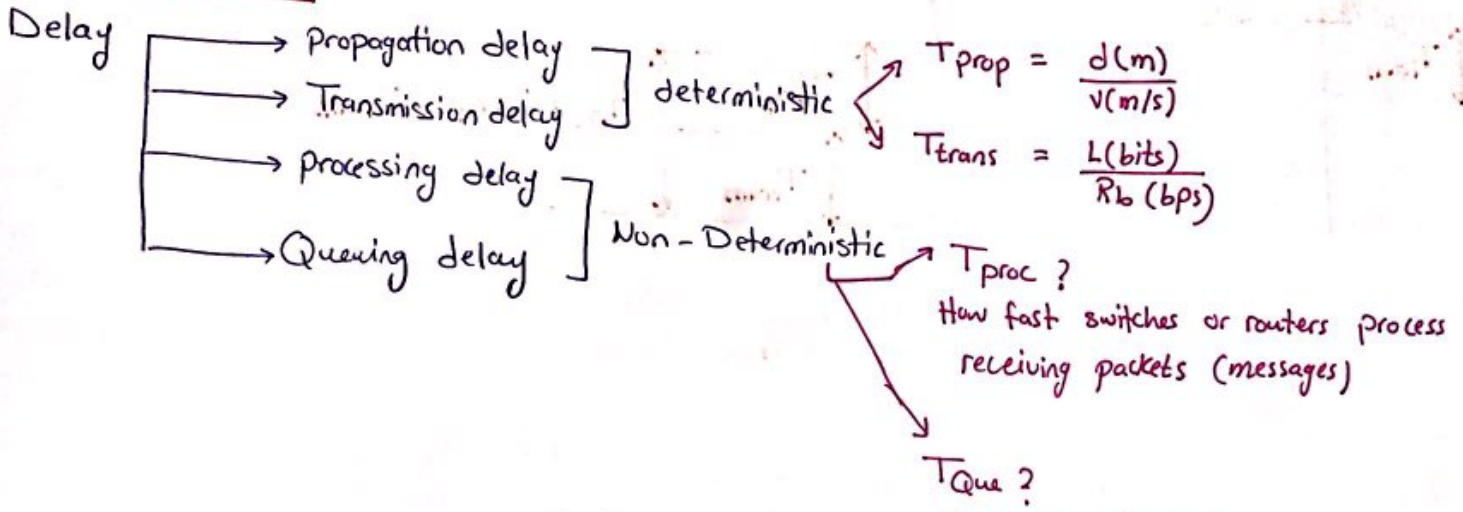 Delay
Propagation delay
Transmission delay
processing delay
Queuing delay
deterministic
Non-Deterministic
Tprop = d(m)
v(m/s)
Ttrans = L(bits)
Rb (bps)
Tproc ?
How fast switches or routers process
receiving packets (messages)
TQue ?